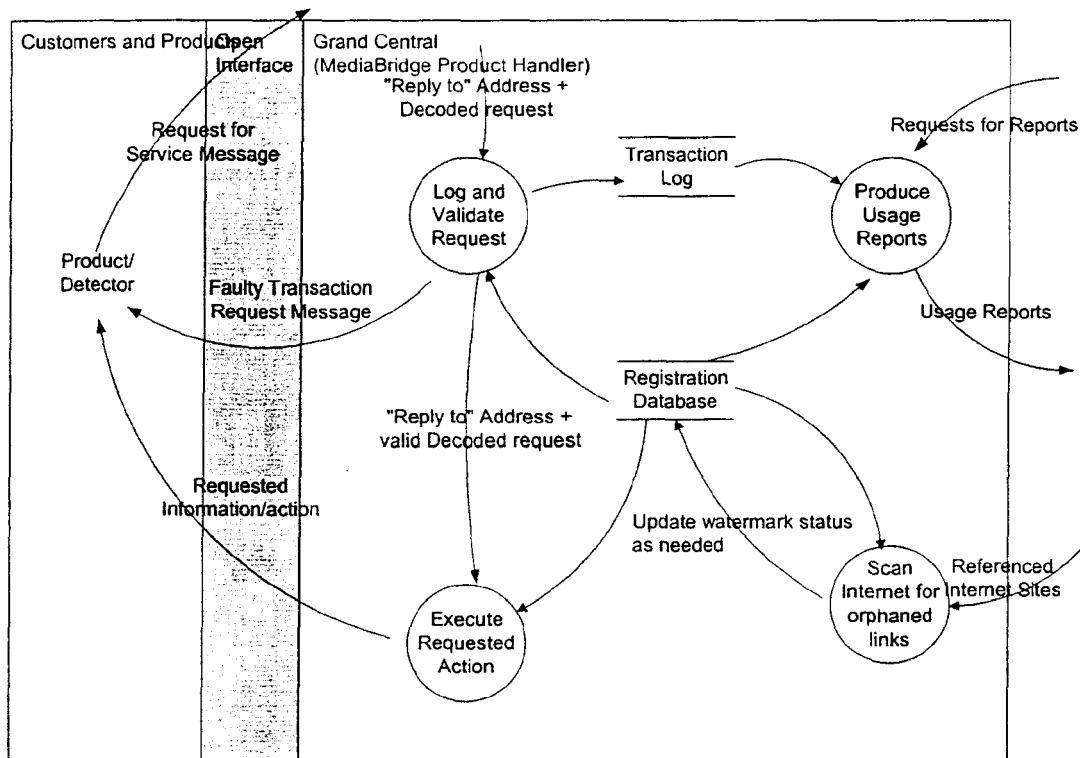 Customers and Products
Open
Interface
Grand Central
(MediaBridge Product Handler)
"Reply to" Address +
Decoded request
Requests for Reports
Request for
Service Message
Transaction
Log
Log and
Validate
Request
Produce
Usage
Reports
Product/
Detector
Faulty Transaction
Request Message
Usage Reports
Registration
Database
"Reply to" Address +
valid Decoded request
Requested
Information/action
Update watermark status
as needed
Scan
Internet for
orphaned
links
Referenced
Internet Sites
Execute
Requested
Action